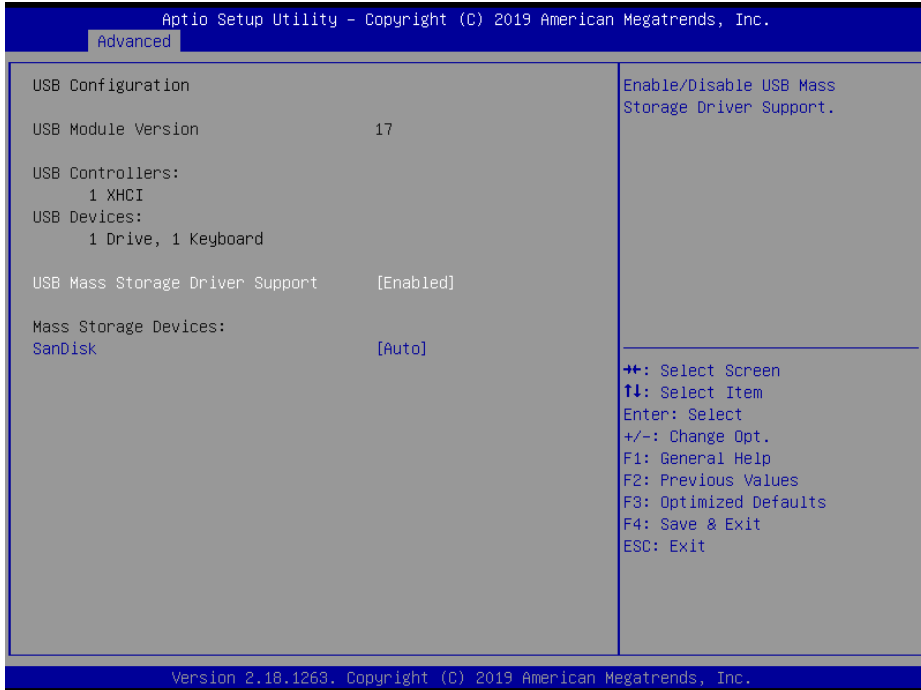 Aptio Setup Utility – Copyright (C) 2019 American Megatrends, Inc.
Advanced
USB Configuration
USB Module Version 17
USB Controllers:
1 XHCI
USB Devices:
1 Drive, 1 Keyboard
USB Mass Storage Driver Support [Enabled]
Mass Storage Devices:
SanDisk [Auto]
Enable/Disable USB Mass
Storage Driver Support.
→←: Select Screen
↑↓: Select Item
Enter: Select
+/-: Change Opt.
F1: General Help
F2: Previous Values
F3: Optimized Defaults
F4: Save & Exit
ESC: Exit
Version 2.18.1263. Copyright (C) 2019 American Megatrends, Inc.